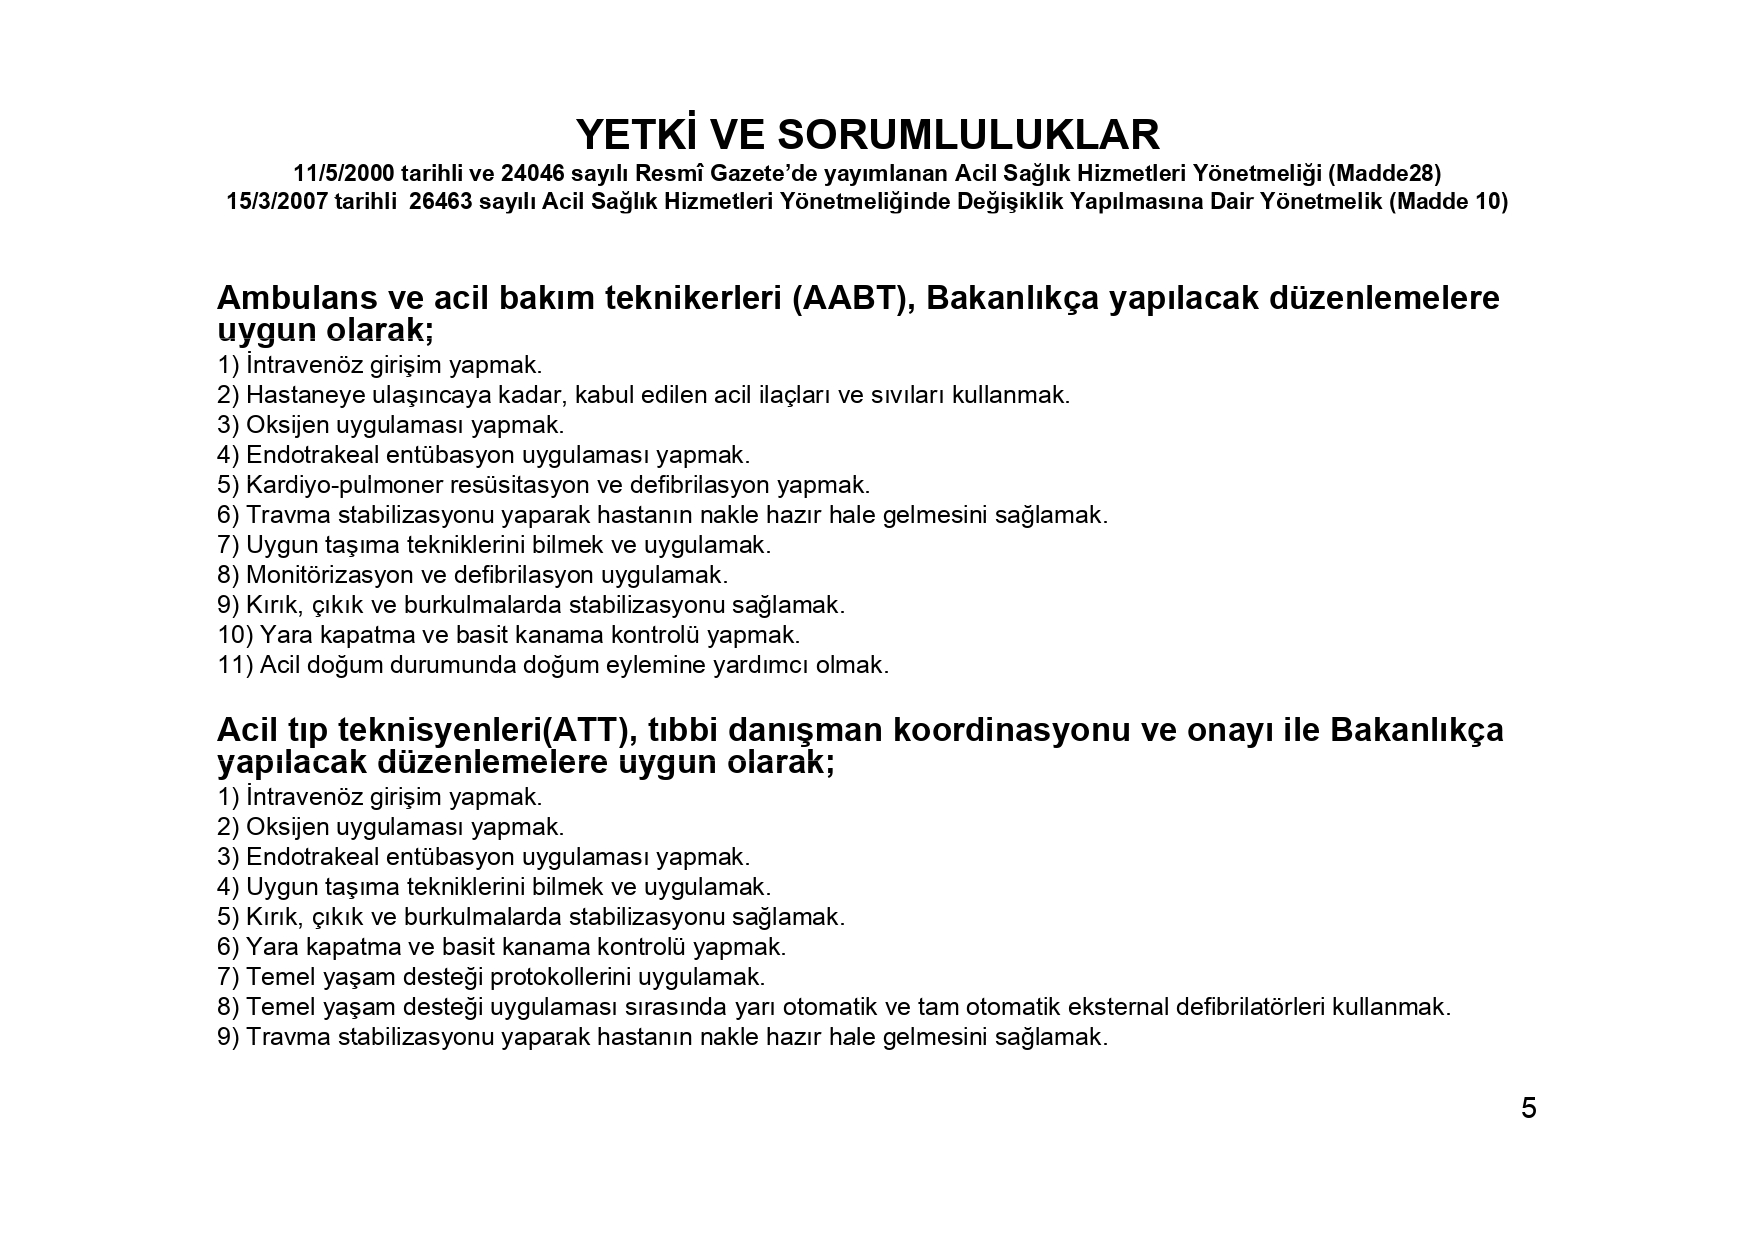 YETKİ VE SORUMLULUKLAR
11/5/2000 tarihli ve 24046 sayılı Resmî Gazete’de yayımlanan Acil Sağlık Hizmetleri Yönetmeliği (Madde28)
15/3/2007 tarihli  26463 sayılı Acil Sağlık Hizmetleri Yönetmeliğinde Değişiklik Yapılmasına Dair Yönetmelik (Madde 10)
Ambulans ve acil bakım teknikerleri (AABT), Bakanlıkça yapılacak düzenlemelere
uygun olarak;
1) İntravenöz girişim yapmak.
2) Hastaneye ulaşıncaya kadar, kabul edilen acil ilaçları ve sıvıları kullanmak.
3) Oksijen uygulaması yapmak.
4) Endotrakeal entübasyon uygulaması yapmak.
5) Kardiyo-pulmoner resüsitasyon ve defibrilasyon yapmak.
6) Travma stabilizasyonu yaparak hastanın nakle hazır hale gelmesini sağlamak.
7) Uygun taşıma tekniklerini bilmek ve uygulamak.
8) Monitörizasyon ve defibrilasyon uygulamak.
9) Kırık, çıkık ve burkulmalarda stabilizasyonu sağlamak.
10) Yara kapatma ve basit kanama kontrolü yapmak.
11) Acil doğum durumunda doğum eylemine yardımcı olmak.
Acil tıp teknisyenleri(ATT), tıbbi danışman koordinasyonu ve onayı ile Bakanlıkça
yapılacak düzenlemelere uygun olarak;
1) İntravenöz girişim yapmak.
2) Oksijen uygulaması yapmak.
3) Endotrakeal entübasyon uygulaması yapmak.
4) Uygun taşıma tekniklerini bilmek ve uygulamak.
5) Kırık, çıkık ve burkulmalarda stabilizasyonu sağlamak.
6) Yara kapatma ve basit kanama kontrolü yapmak.
7) Temel yaşam desteği protokollerini uygulamak.
8) Temel yaşam desteği uygulaması sırasında yarı otomatik ve tam otomatik eksternal defibrilatörleri kullanmak.
9) Travma stabilizasyonu yaparak hastanın nakle hazır hale gelmesini sağlamak.
5